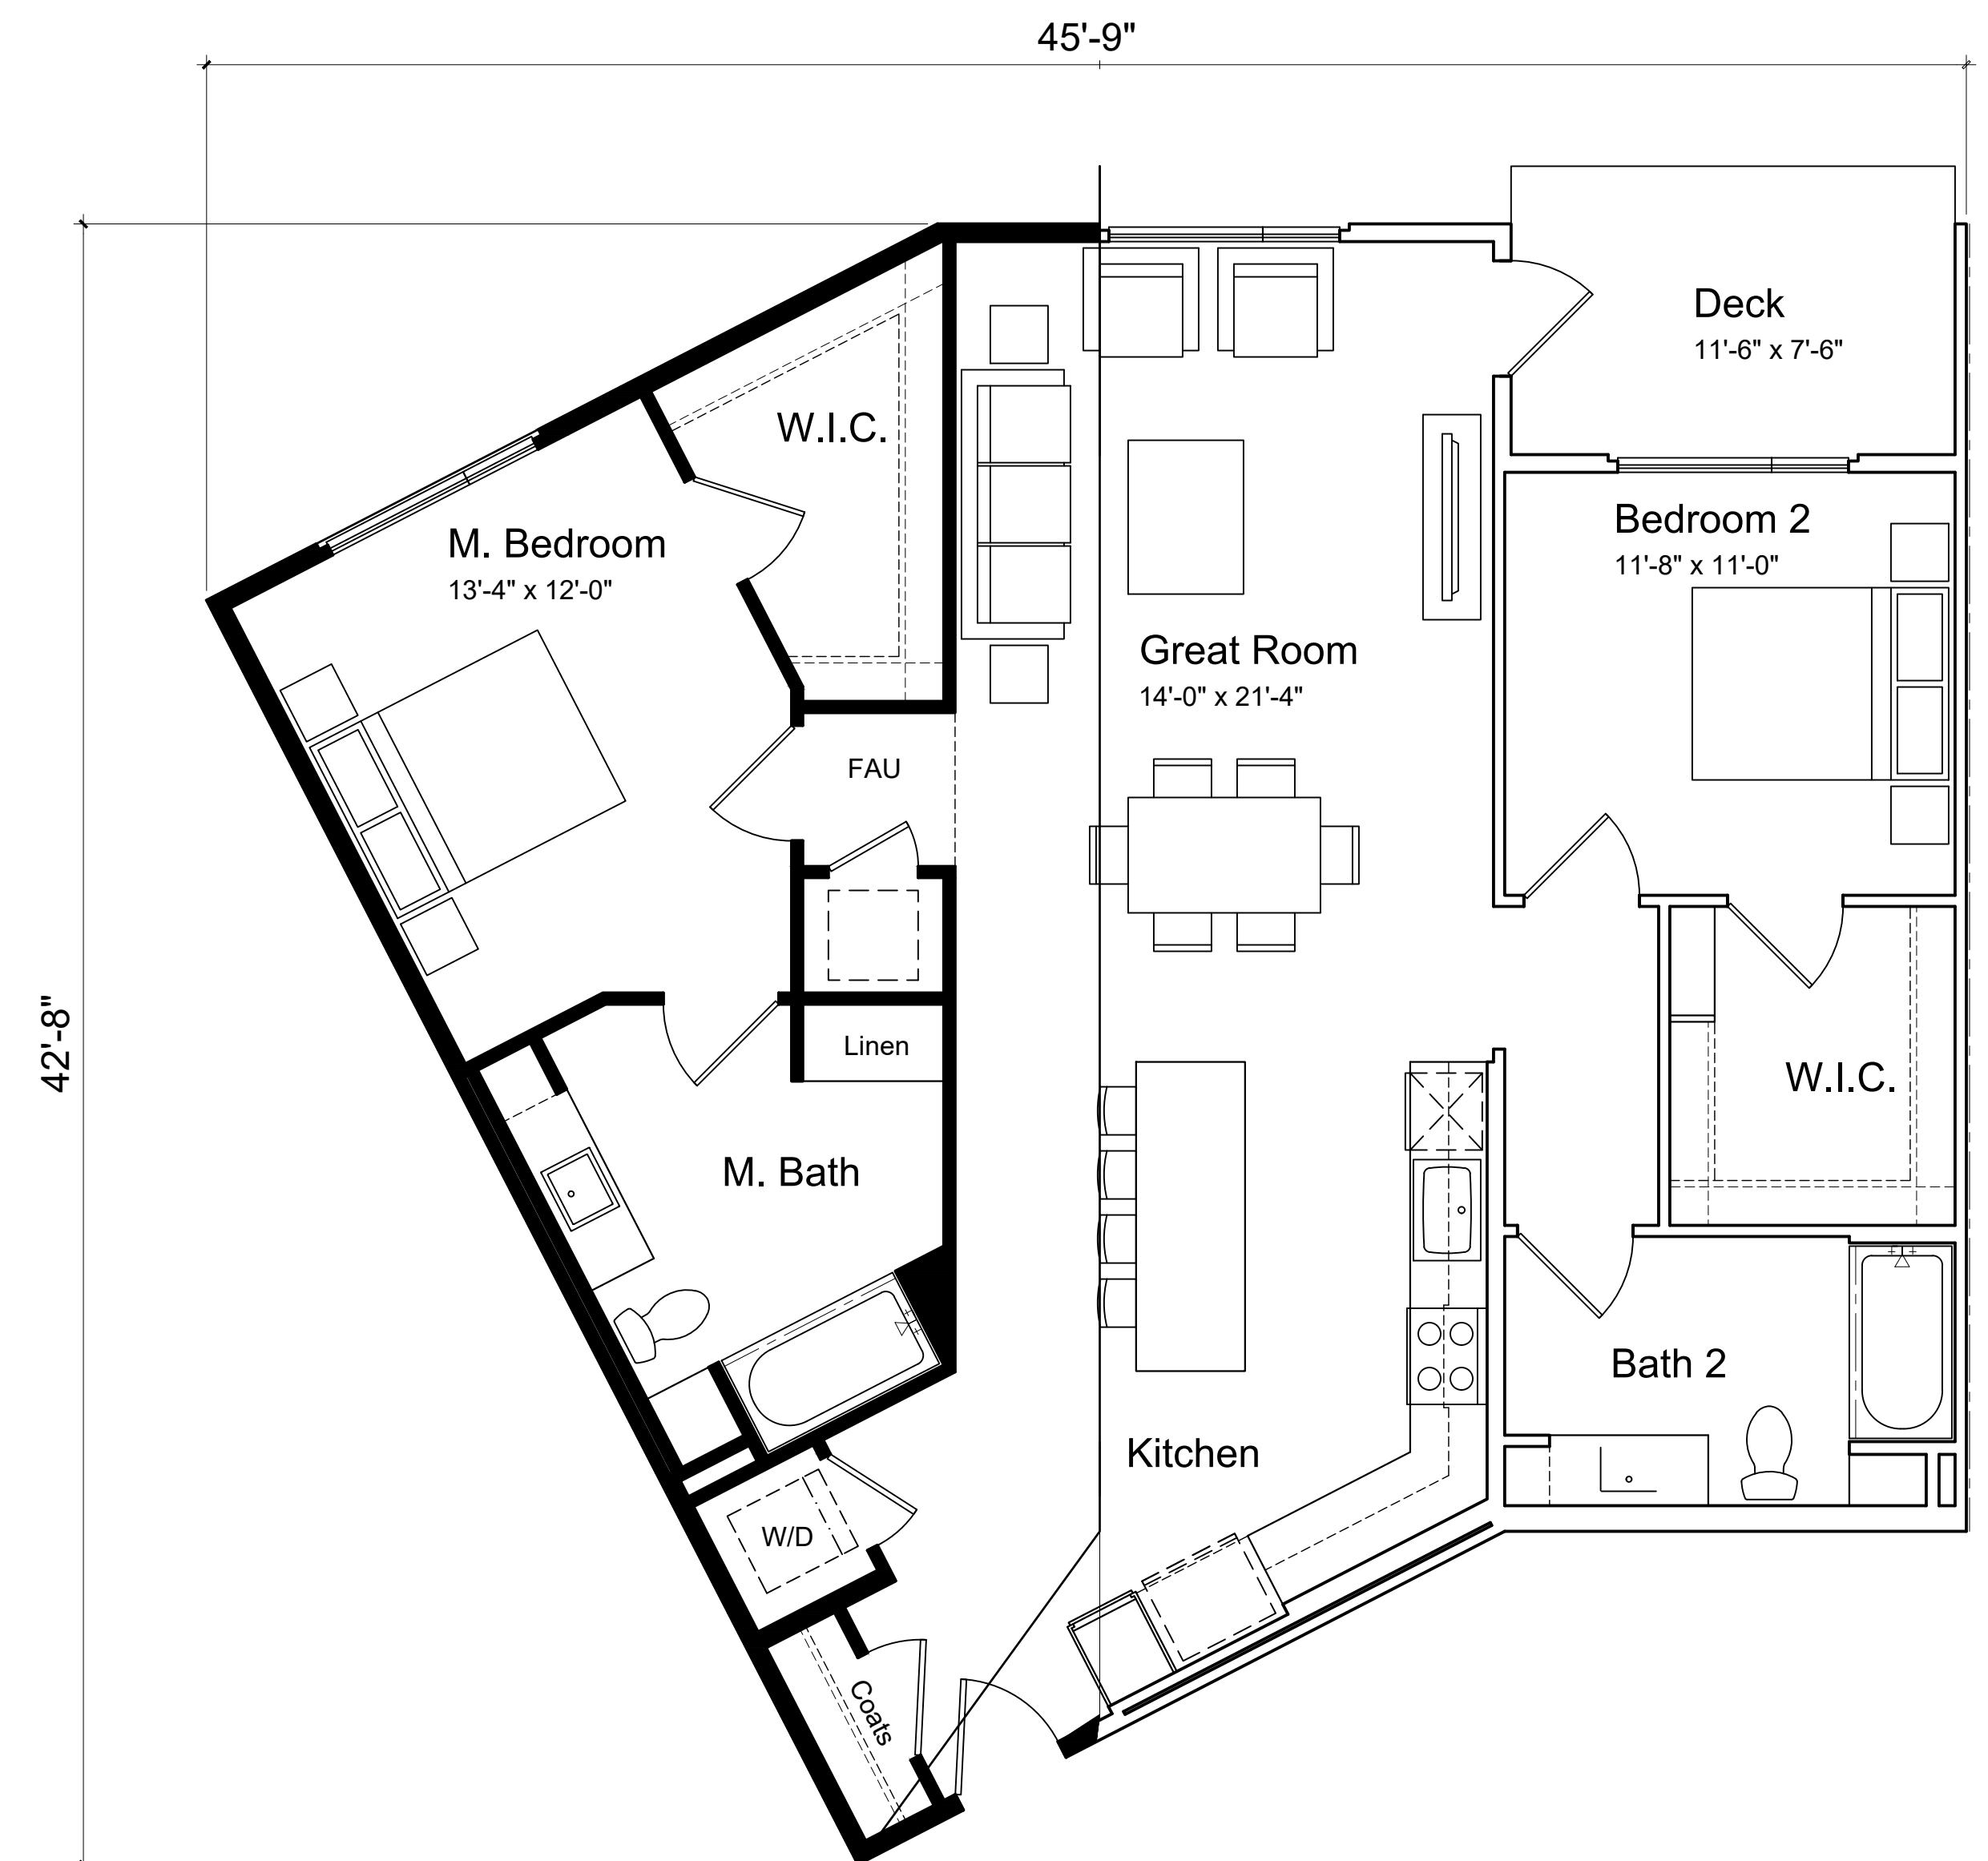 45'-9"
Deck
11'-6" x 7'-6"
W.I.C.
M. Bedroom
13'-4" x 12'-0"
Bedroom 2
11'-8" x 11'-0"
Great Room
14'-0" x 21'-4"
FAU
42'-8"
Linen
W.I.C.
M. Bath
Bath 2
Kitchen
W/D
Coats